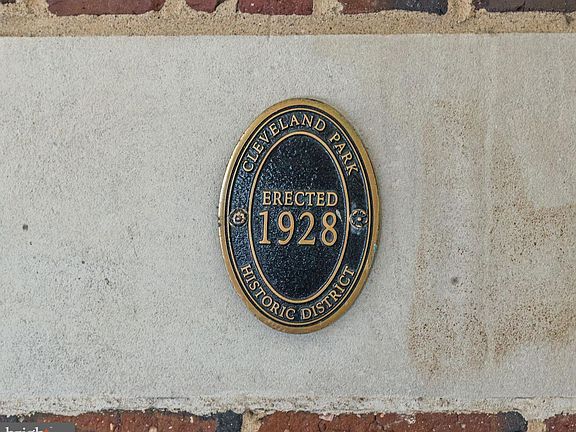 CLEVELAND PARK
ERECTED
1928
HISTORIC DISTRICT